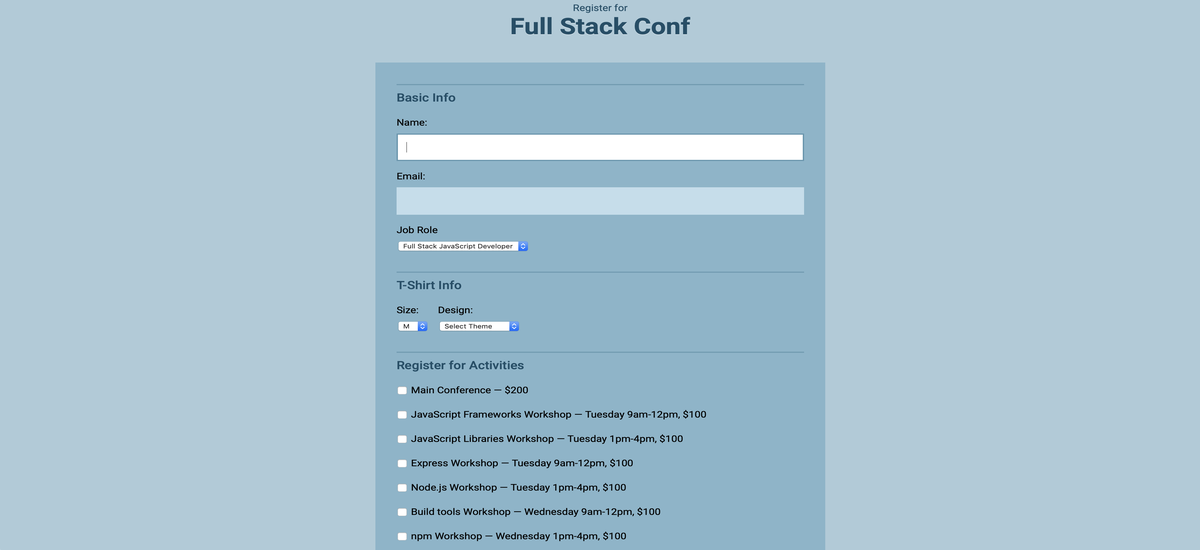 Register for
Full Stack Conf
Basic Info
Name:
Email:
Job Role
Full Stack JavaScript Developer
T-Shirt Info
Size: Design:
M Select Theme
Register for Activities
Main Conference — $200
JavaScript Frameworks Workshop — Tuesday 9am-12pm, $100
JavaScript Libraries Workshop — Tuesday 1pm-4pm, $100
Express Workshop — Tuesday 9am-12pm, $100
Node.js Workshop — Tuesday 1pm-4pm, $100
Build tools Workshop — Wednesday 9am-12pm, $100
npm Workshop — Wednesday 1pm-4pm, $100